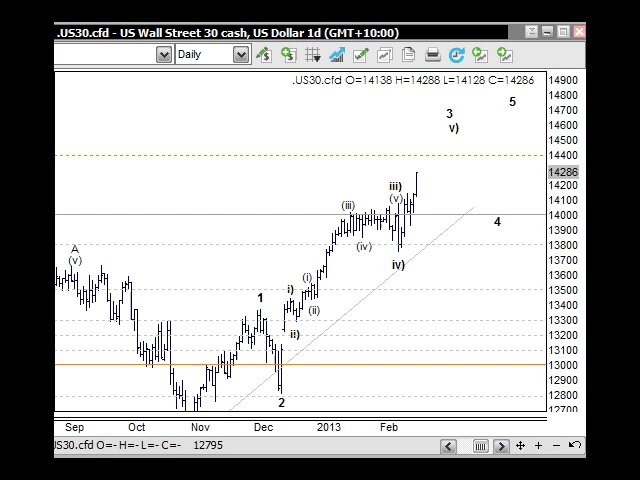 .US30.cfd - US Wall Street 30 cash, US Dollar 1d (GMT+10:00)
Daily
.US30.cfd O=14138 H=14288 L=14128 C=14286
14900
5
14800
3
14700
v)
14600
14500
14400
14286
iii)
14200
(v)
(iii)
14100
14000
4
13900
(iv)
13800
A
(v)
iv)
13700
13600
(i)
i)
13500
1
13400
(ii)
13300
ii)
13200
13100
13000
12900
12800
2
12700
Sep Oct Nov Dec 2013 Feb
US30.cfd O=- H=- L=- C=- 12795